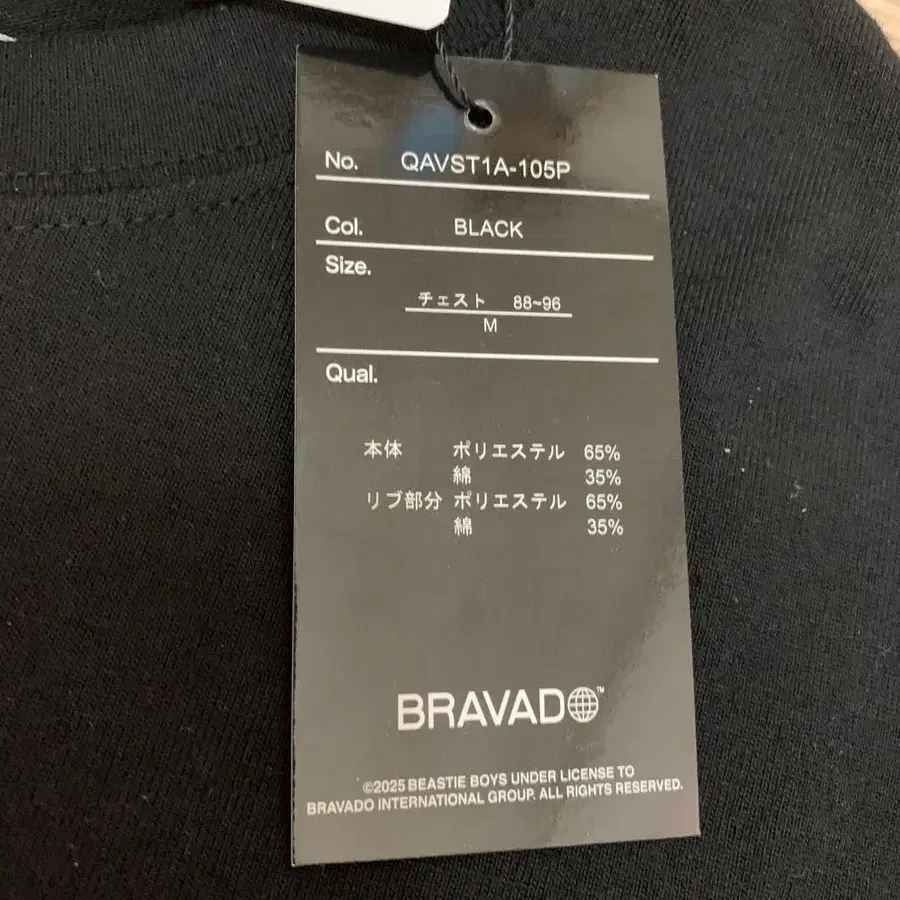 No. QAVST1A-105P
Col. BLACK
Size.
チェスト 88~96
M
Qual.
本体 ポリエステル 65%
綿 35%
リブ部分 ポリエステル 65%
綿 35%
BRAVADO™
©2025 BEASTIE BOYS UNDER LICENSE TO
BRAVADO INTERNATIONAL GROUP. ALL RIGHTS RESERVED.